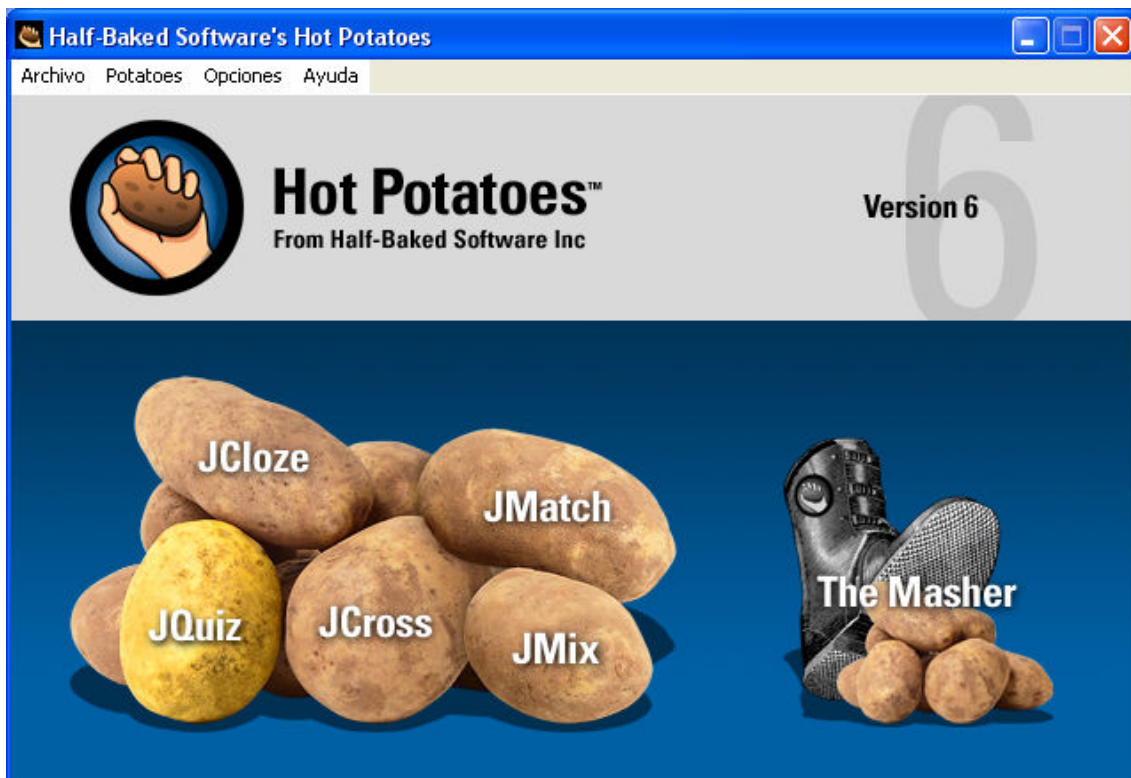 Half-Baked Software's Hot Potatoes
Archivo Potatoes Opciones Ayuda
Hot Potatoes™
From Half-Baked Software Inc
6
Version 6
JCloze
JMatch
JQuiz
JCross
JMix
The Masher